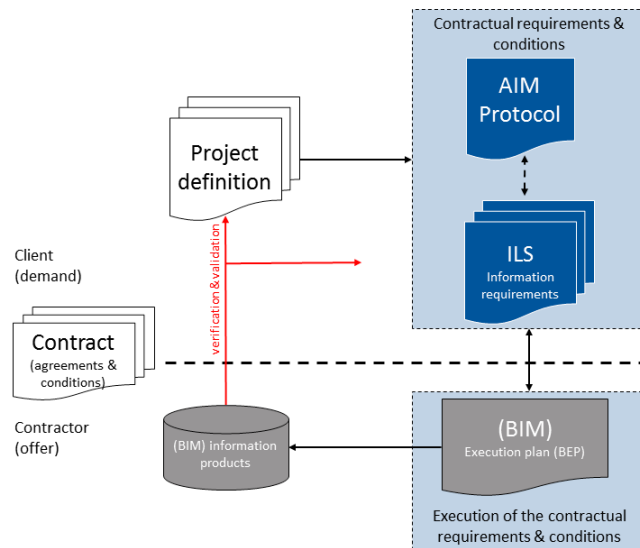 Contractual requirements &
conditions
AIM
Protocol
Project
definition
ILS
Information
requirements
verification&validation
Client
(demand)
Contract
(agreements &
conditions)
Contractor
(offer)
(BIM) information
products
(BIM)
Execution plan (BEP)
Execution of the contractual
requirements & conditions